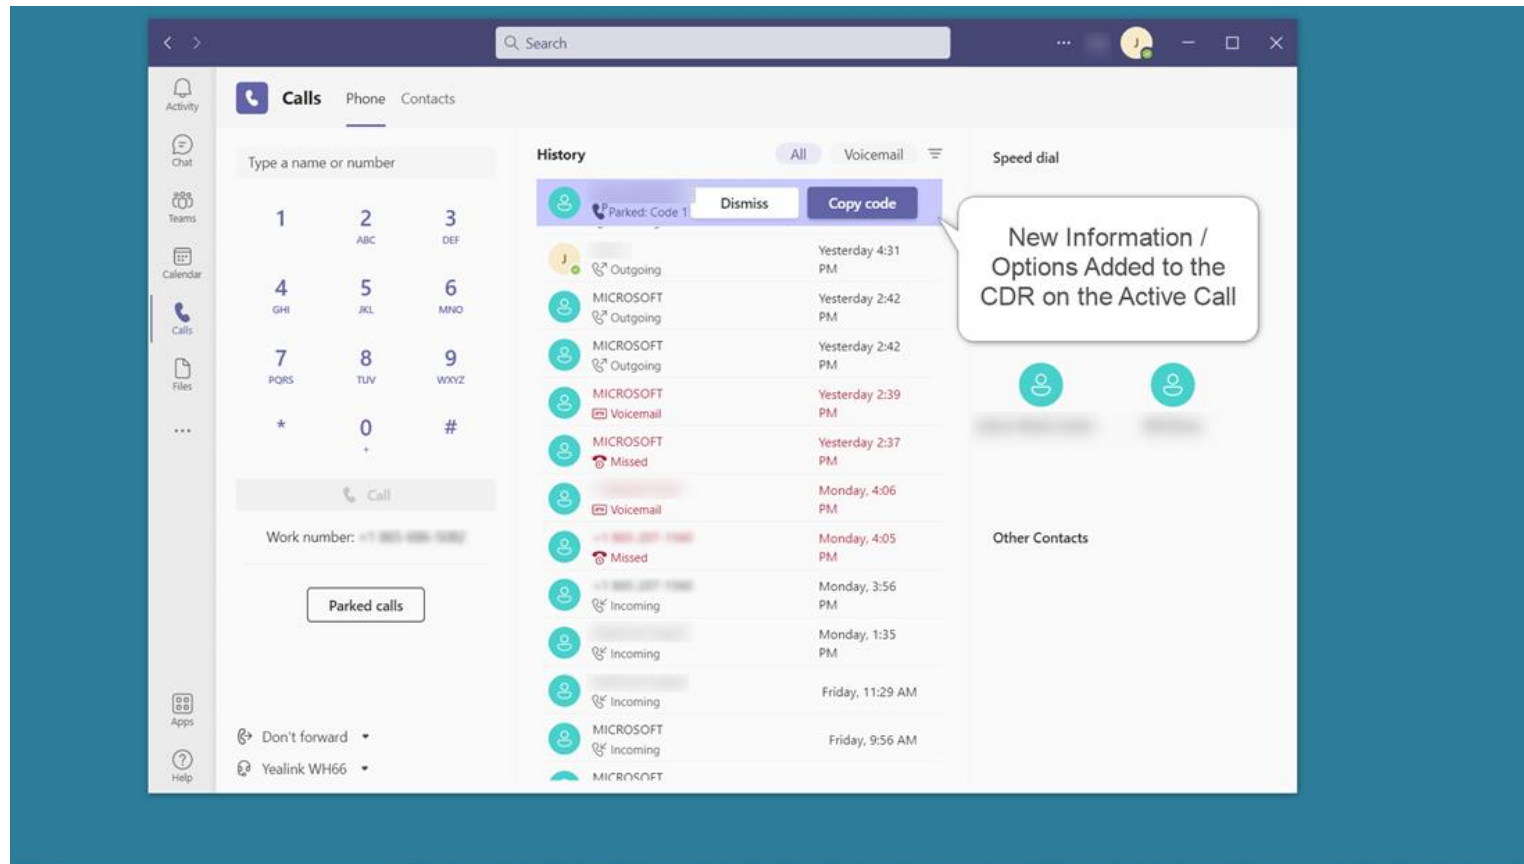 Search
J
Activity
Chat
Teams
Calendar
Calls
Files
Apps
Help
Calls Phone Contacts
Type a name or number
1 2 3
ABC DEF
4 5 6
GHI JKL MNO
7 8 9
PQRS TUV WXYZ
* 0 #
+
Call
Work number:
Parked calls
Don't forward
Yealink WH66
History All Voicemail
Parked: Code 1 Dismiss Copy code
J
Outgoing
Yesterday 4:31
PM
MICROSOFT
Outgoing
Yesterday 2:42
PM
MICROSOFT
Outgoing
Yesterday 2:42
PM
MICROSOFT
Voicemail
Yesterday 2:39
PM
MICROSOFT
Missed
Yesterday 2:37
PM
Voicemail
Monday, 4:06
PM
Missed
Monday, 4:05
PM
Incoming
Monday, 3:56
PM
Incoming
Monday, 1:35
PM
Incoming
Friday, 11:29 AM
MICROSOFT
Incoming
Friday, 9:56 AM
MICROSOFT
Speed dial
New Information /
Options Added to the
CDR on the Active Call
Other Contacts